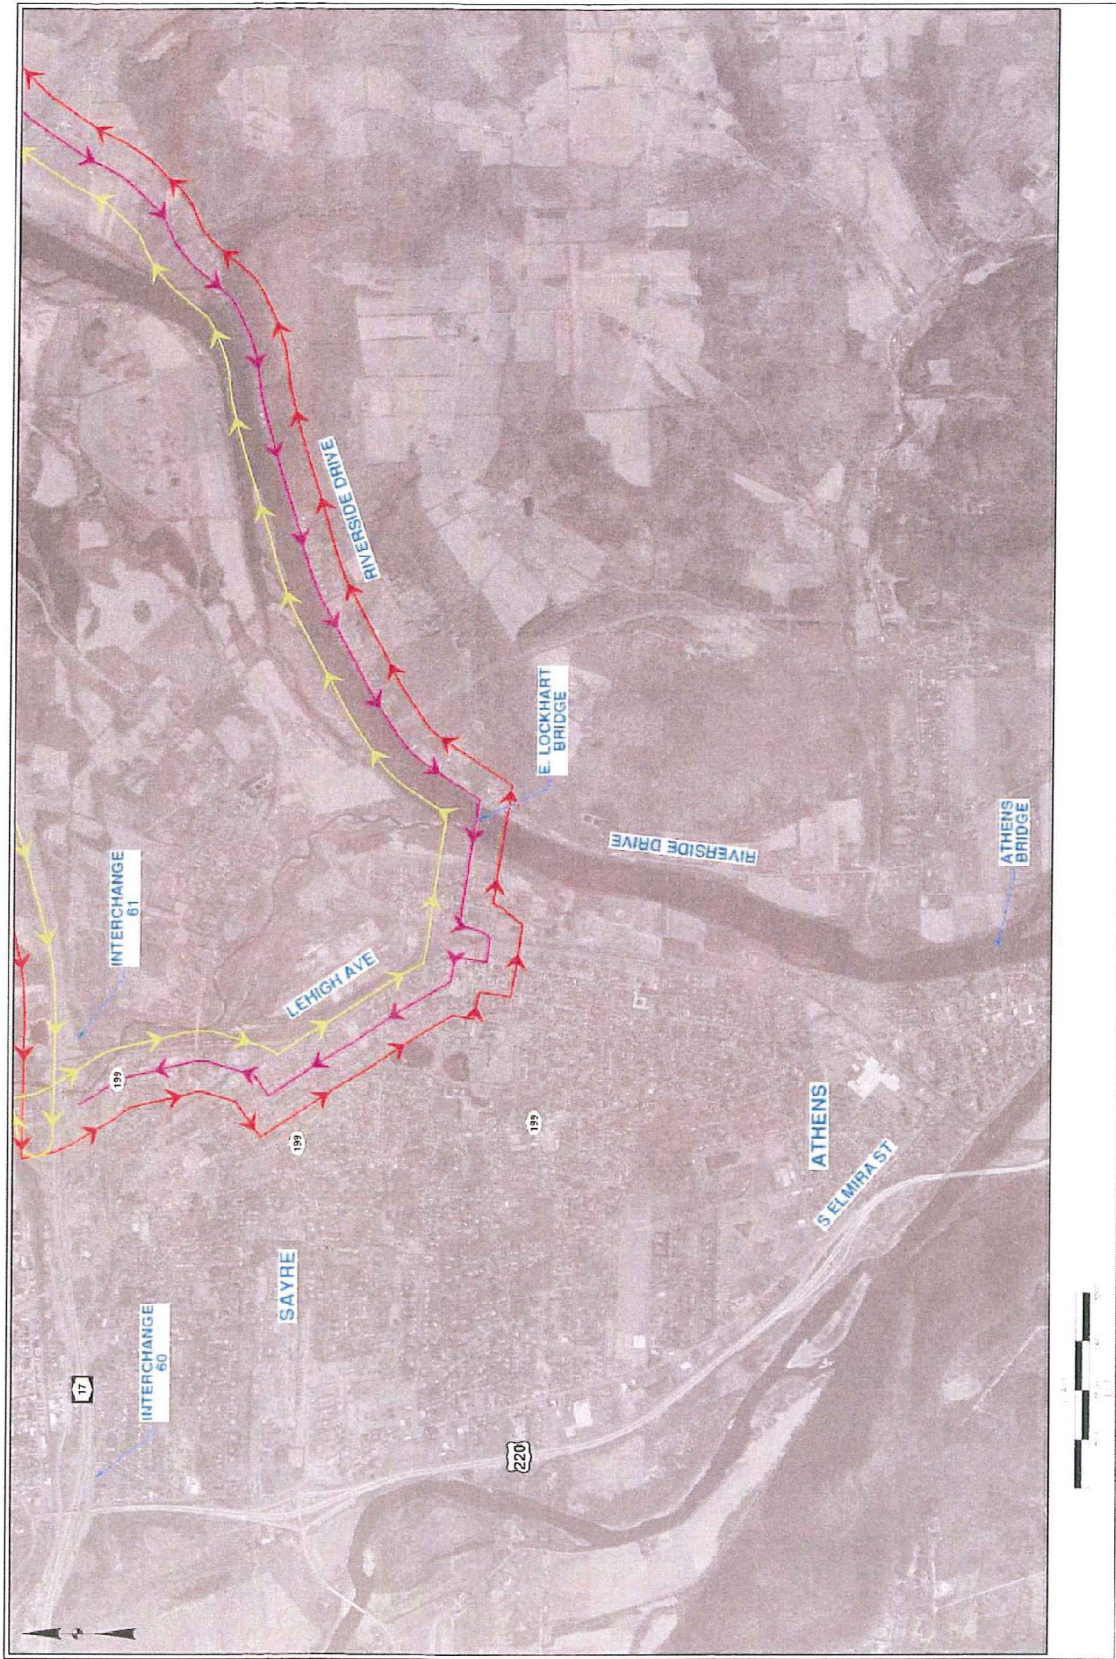 RIVERSIDE DRIVE
E. LOCKHART
BRIDGE
RIVERSIDE DRIVE
ATHENS
BRIDGE
INTERCHANGE
61
LEHIGH AVE
199
199
199
ATHENS
S ELMIRA ST
SAYRE
INTERCHANGE
60
17
220